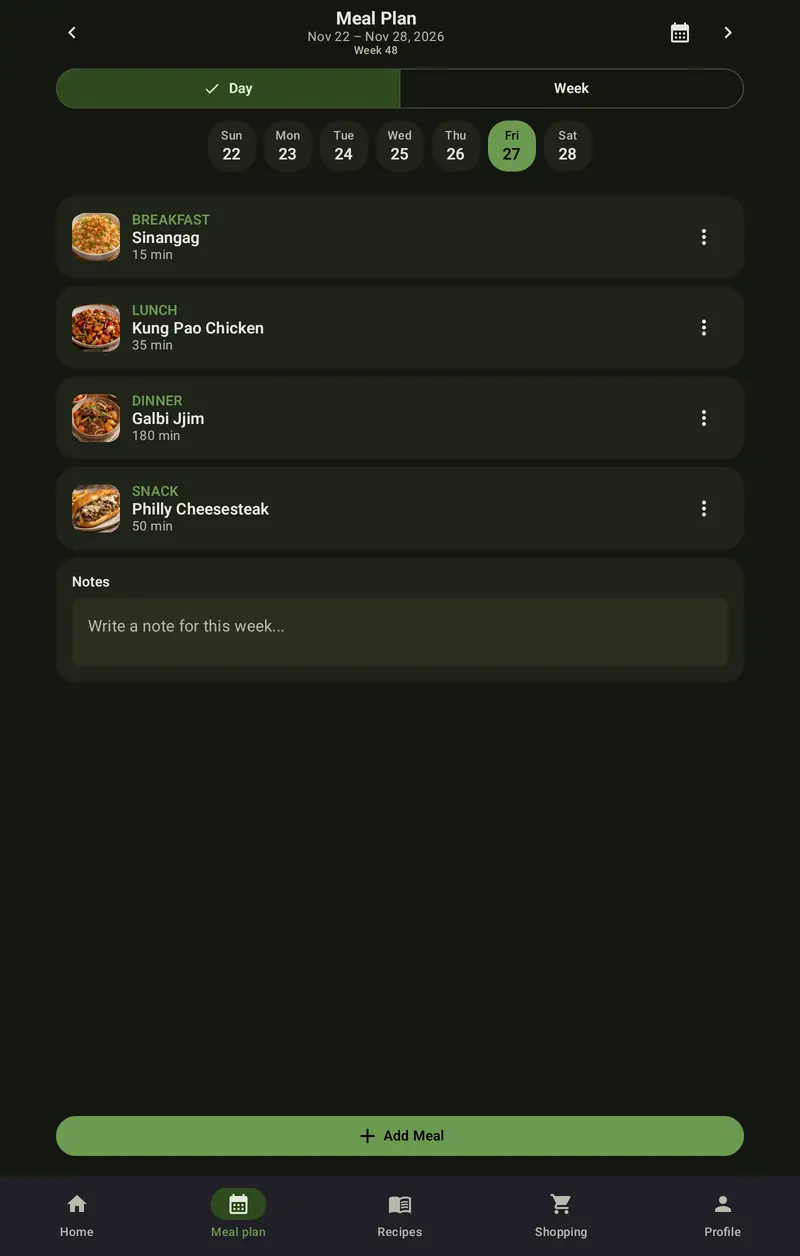 Meal Plan
Nov 22 – Nov 28, 2026
Week 48
Day
Week
Sun
22
Mon
23
Tue
24
Wed
25
Thu
26
Fri
27
Sat
28
BREAKFAST
Sinangag
15 min
LUNCH
Kung Pao Chicken
35 min
DINNER
Galbi Jjim
180 min
SNACK
Philly Cheesesteak
50 min
Notes
Write a note for this week...
Add Meal
Home
Meal plan
Recipes
Shopping
Profile